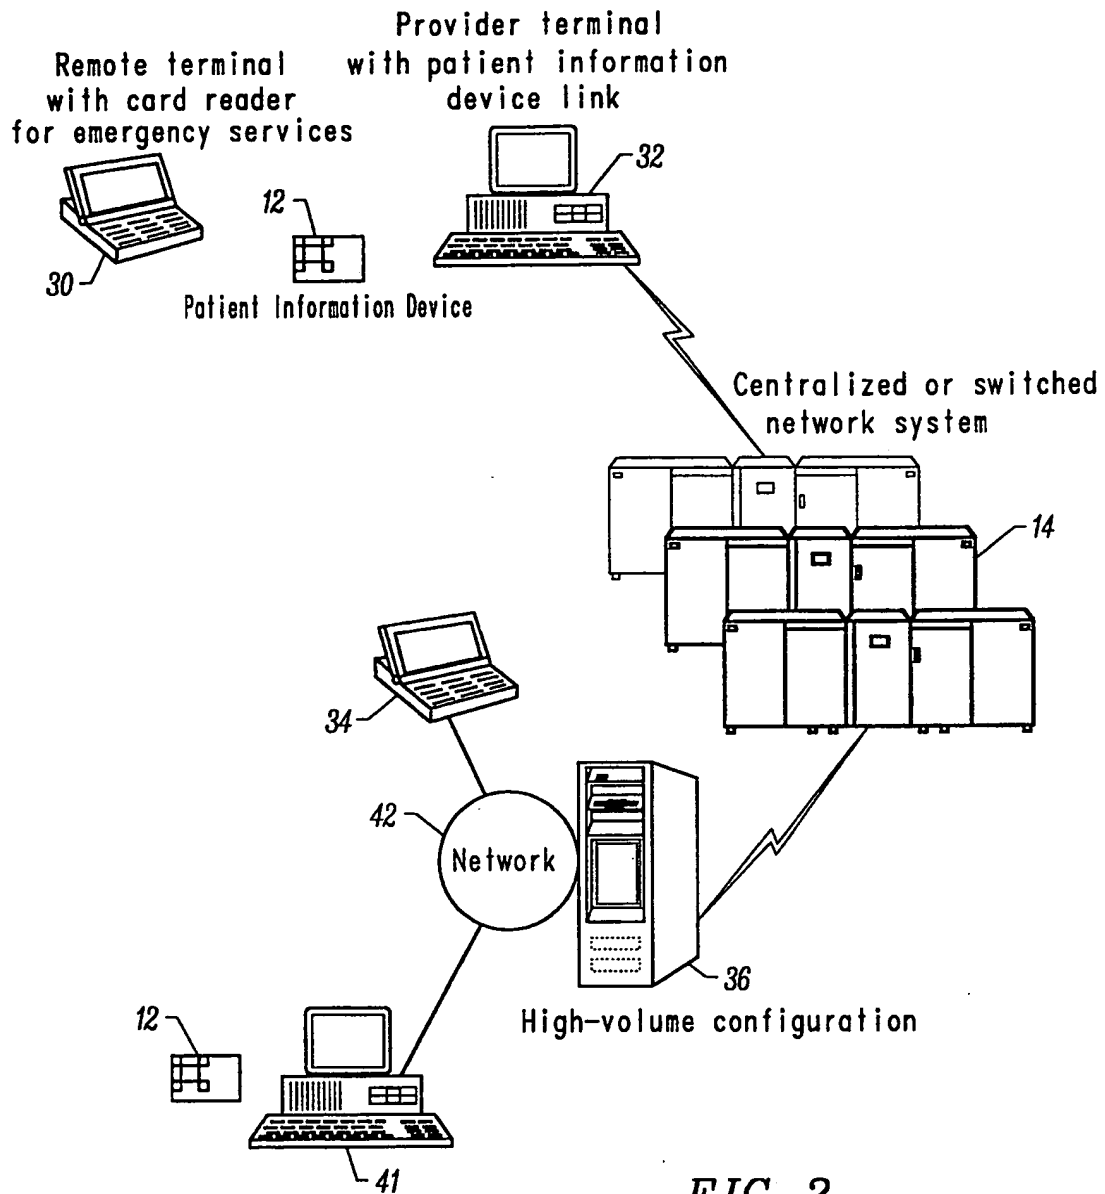 Provider terminal
with patient information
device link
Remote terminal
with card reader
for emergency services
32
12
30
Patient Information Device
Centralized or switched
network system
14
34
42
Network
36
High-volume configuration
12
41
FIG. 2